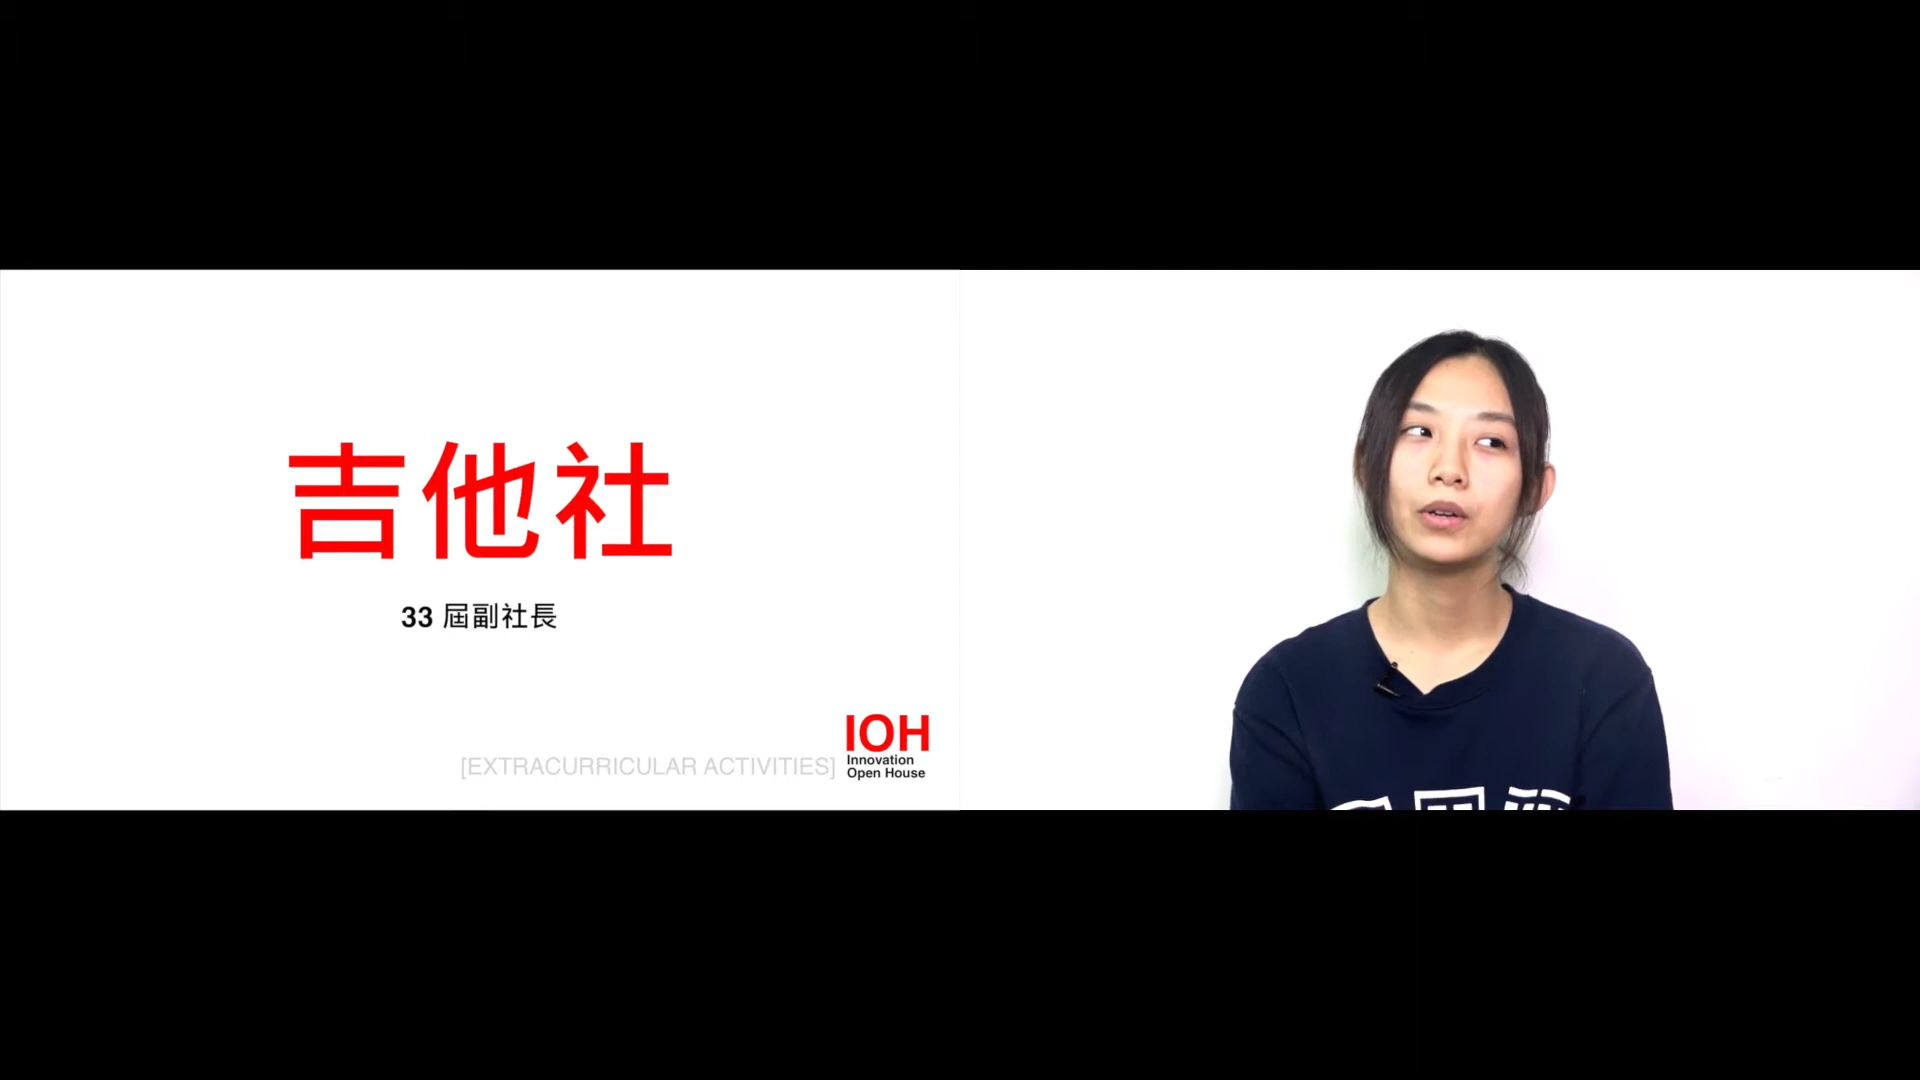 吉他社
33 屆副社長
[EXTRACURRICULAR ACTIVITIES]
IOH
Innovation
Open House